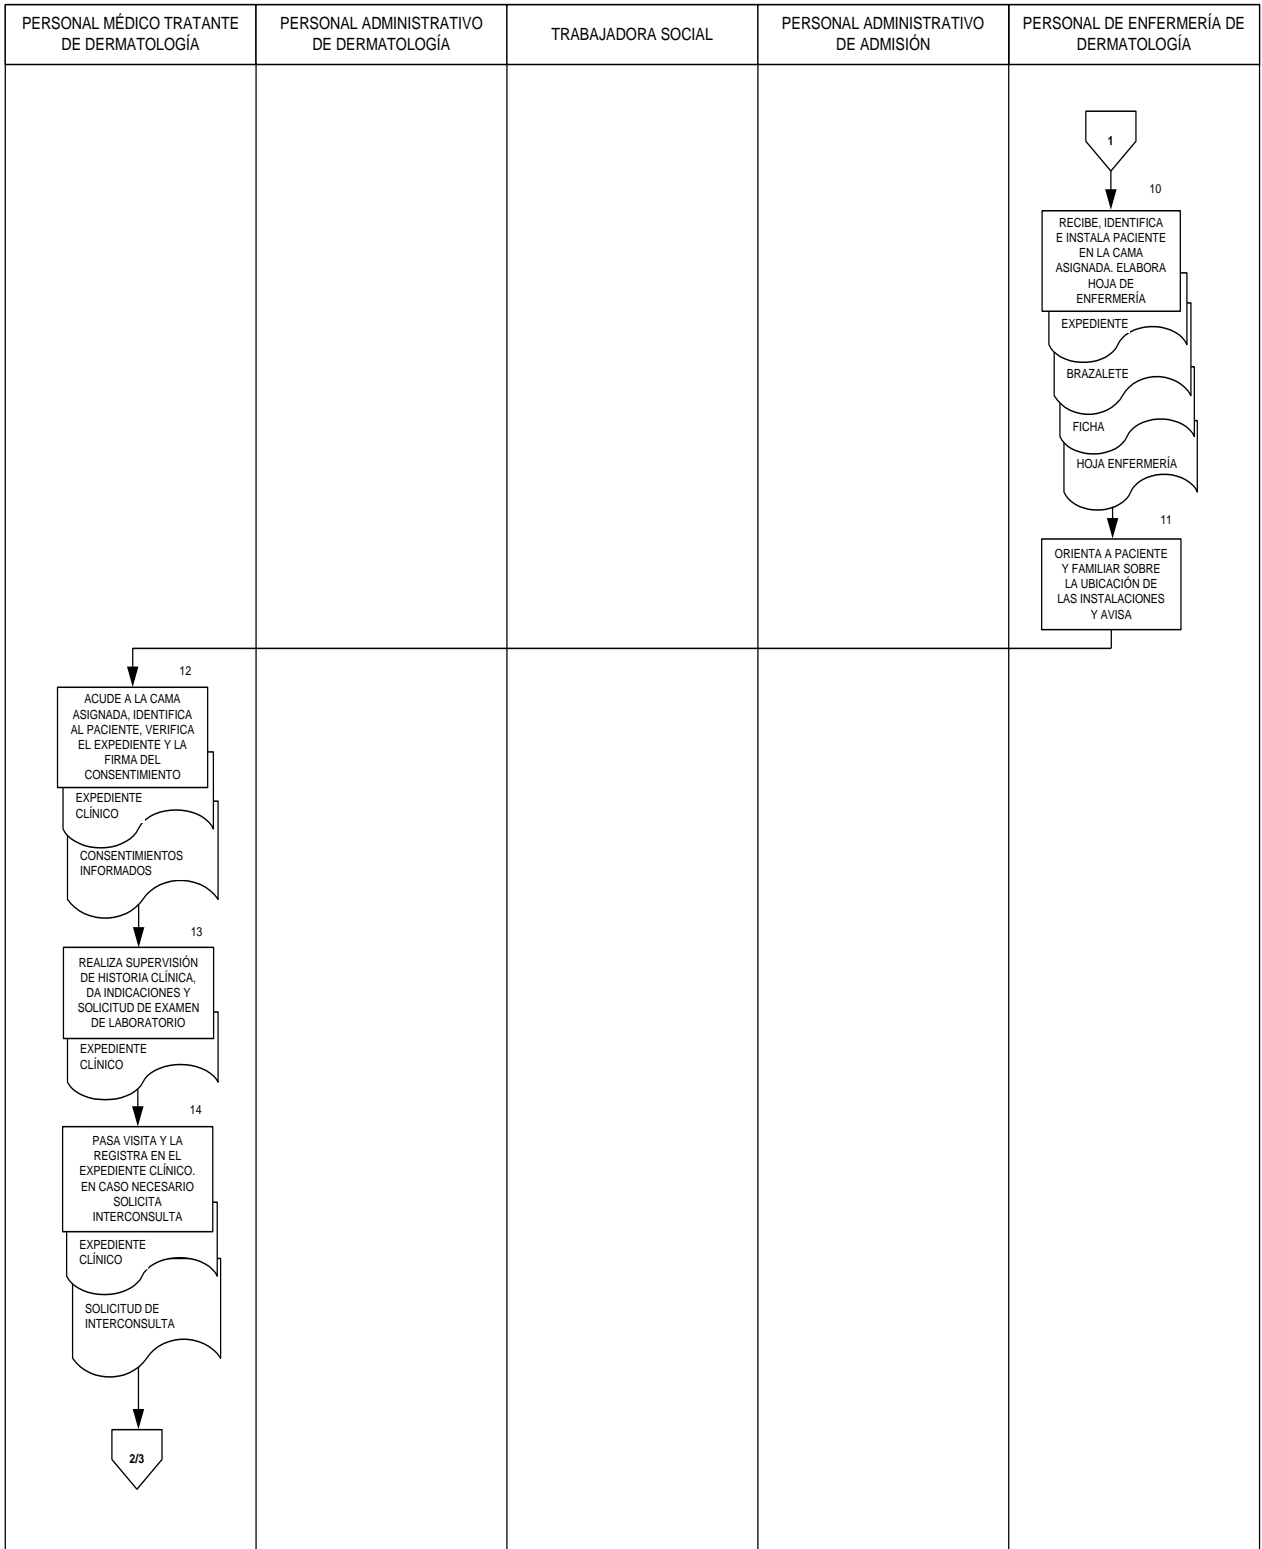 PERSONAL MÉDICO TRATANTE
DE DERMATOLOGÍA
PERSONAL ADMINISTRATIVO
DE DERMATOLOGÍA
TRABAJADORA SOCIAL
PERSONAL ADMINISTRATIVO
DE ADMISIÓN
PERSONAL DE ENFERMERÍA DE
DERMATOLOGÍA
1
10
RECIBE, IDENTIFICA
E INSTALA PACIENTE
EN LA CAMA
ASIGNADA. ELABORA
HOJA DE
ENFERMERÍA
EXPEDIENTE
BRAZALETE
FICHA
HOJA ENFERMERÍA
11
ORIENTA A PACIENTE
Y FAMILIAR SOBRE
LA UBICACIÓN DE
LAS INSTALACIONES
Y AVISA
12
ACUDE A LA CAMA
ASIGNADA, IDENTIFICA
AL PACIENTE, VERIFICA
EL EXPEDIENTE Y LA
FIRMA DEL
CONSENTIMIENTO
EXPEDIENTE
CLÍNICO
CONSENTIMIENTOS
INFORMADOS
13
REALIZA SUPERVISIÓN
DE HISTORIA CLÍNICA,
DA INDICACIONES Y
SOLICITUD DE EXAMEN
DE LABORATORIO
EXPEDIENTE
CLÍNICO
14
PASA VISITA Y LA
REGISTRA EN EL
EXPEDIENTE CLÍNICO.
EN CASO NECESARIO
SOLICITA
INTERCONSULTA
EXPEDIENTE
CLÍNICO
SOLICITUD DE
INTERCONSULTA
2/3